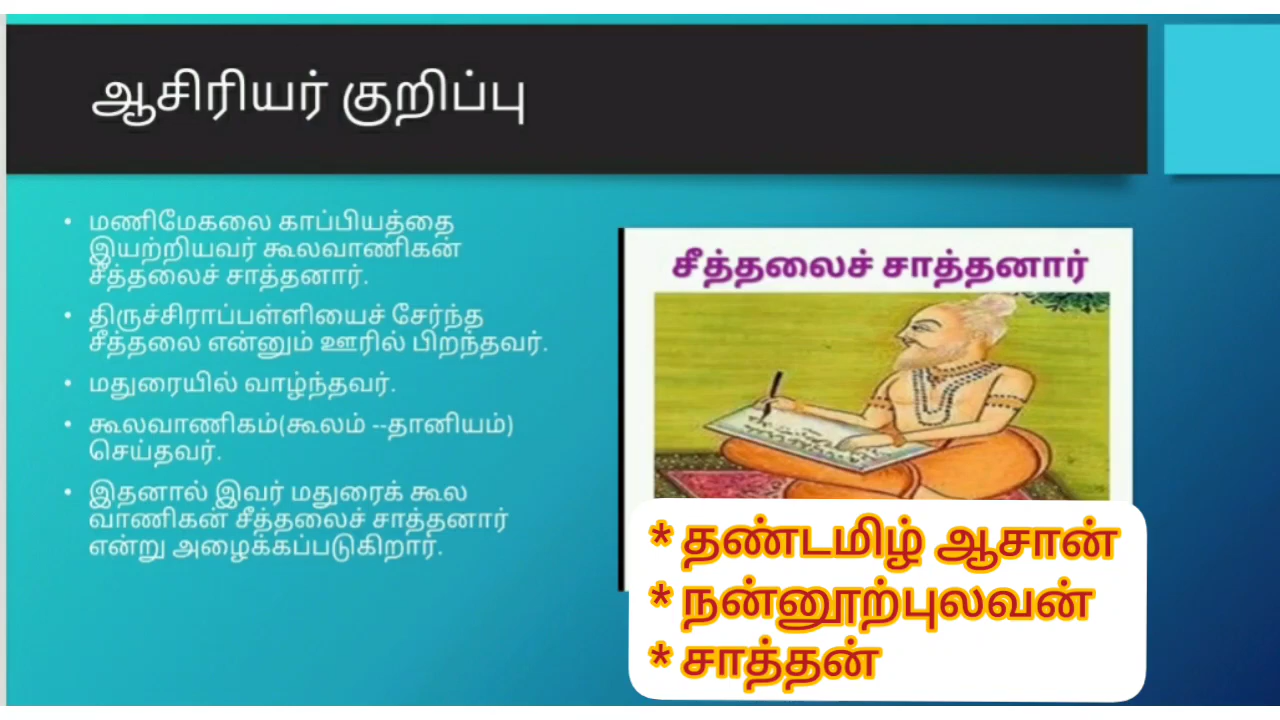 ஆசிரியர் குறிப்பு
• மணிமேகலை காப்பியத்தை
இயற்றியவர் கூலவாணிகன்
சீத்தலைச் சாத்தனார்.
• திருச்சிராப்பள்ளியைச் சேர்ந்த
சீத்தலை என்னும் ஊரில் பிறந்தவர்.
• மதுரையில் வாழ்ந்தவர்.
• கூலவாணிகம்(கூலம் --தானியம்)
செய்தவர்.
• இதனால் இவர் மதுரைக் கூல
வாணிகன் சீத்தலைச் சாத்தனார்
என்று அழைக்கப்படுகிறார்.
சீத்தலைச் சாத்தனார்
* தண்டமிழ் ஆசான்
* நன்னூற்புலவன்
* சாத்தன்